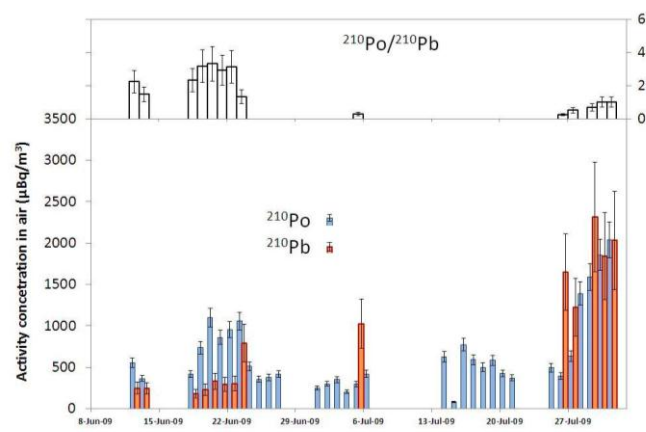 6
²¹⁰Po/²¹⁰Pb
4
2
3500
0
3000
2500
²¹⁰Po
²¹⁰Pb
2000
1500
1000
500
0
Activity concetration in air (µBq/m³)
8-Jun-09 15-Jun-09 22-Jun-09 29-Jun-09 6-Jul-09 13-Jul-09 20-Jul-09 27-Jul-09